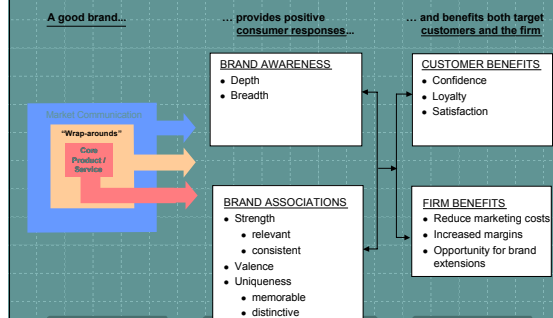 A good brand...
... provides positive
consumer responses...
... and benefits both target
customers and the firm
Market Communication
“Wrap-arounds”
Core
Product /
Service
BRAND AWARENESS
• Depth
• Breadth
BRAND ASSOCIATIONS
• Strength
• relevant
• consistent
• Valence
• Uniqueness
• memorable
• distinctive
CUSTOMER BENEFITS
• Confidence
• Loyalty
• Satisfaction
FIRM BENEFITS
• Reduce marketing costs
• Increased margins
• Opportunity for brand
extensions